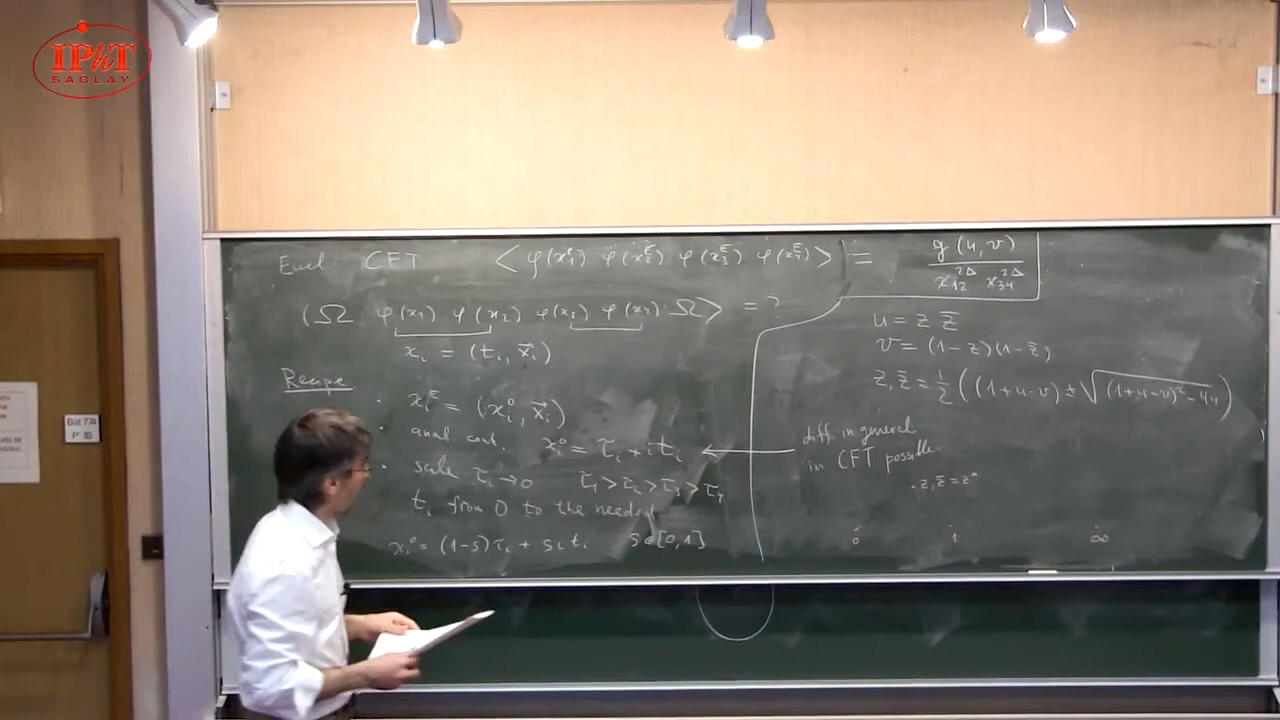 IPhT
SACLAY
Eucl CFT < φ(x₁ᴱ) φ(x₂ᴱ) φ(x₃ᴱ) φ(x₄ᴱ) > = g(u,v) / x₁₂^{2Δ} x₃₄^{2Δ}
(Ω φ(x₁) φ(x₂) φ(x₃) φ(x₄) Ω> = ?
xᵢ = (tᵢ, x⃗ᵢ)
Recipe
· xᵢᴱ = (xᵢ⁰, x⃗ᵢ)
· anal cont. xᵢ⁰ = τᵢ + i tᵢ
· τᵢ → 0 τ₁ > τ₂ > τ₃ > τ₄
tᵢ from 0 to the needed
xᵢ⁰ = (1-s) τᵢ + s i tᵢ s ∈ [0,1]
u = z z̄
v = (1-z)(1-z̄)
z, z̄ = ½ ( (1+u-v) ± √((1+u-v)² - 4u) )
diff. in general
in CFT possible
· z, z̄ = z*
0 1 ∞
Bât 774
P 1B